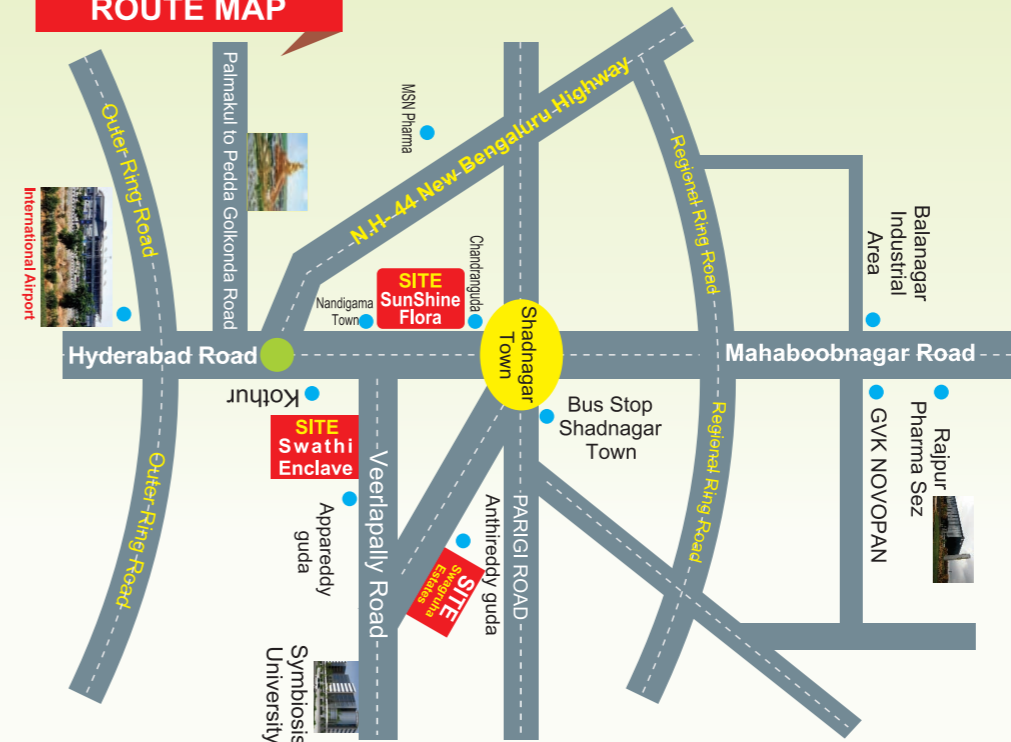 ROUTE MAP
Outer Ring Road
Palmakul to Pedda Golkonda Road
MSN Pharma
N.H- 44 New Bengaluru Highway
Regional Ring Road
International Airport
Balanagar
Industrial
Area
Chandranguda
Nandigama
Town
SITE
SunShine
Flora
Shadnagar
Town
Hyderabad Road
Mahaboobnagar Road
Kothur
SITE
Swathi
Enclave
Bus Stop
Shadnagar
Town
Regional Ring Road
GVK NOVOPAN
Rajpur
Pharma Sez
Outer Ring Road
Appareddy
guda
Veerlapally Road
Anthireddy guda
PARIGI ROAD
SITE
Swagruha
Estates
Symbiosis
University